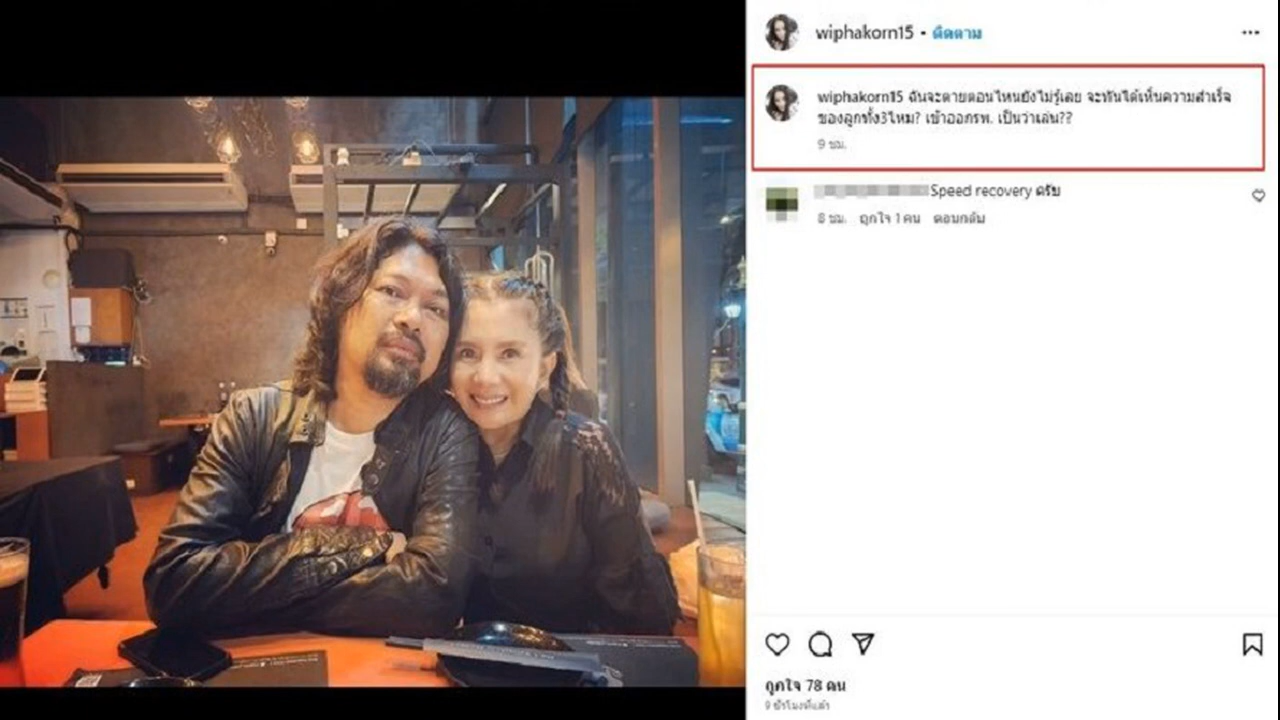 wiphakorn15 • ติดตาม
wiphakorn15 ฉันจะตายตอนไหนยังไม่รู้เลย จะทันได้เห็นความสำเร็จ
ของลูกทั้ง3ไหม? เข้าออกรพ. เป็นว่าเล่น??
9 ชม.
Speed recovery ครับ
8 ชม. ถูกใจ 1 คน ตอบกลับ
ถูกใจ 78 คน
9 ชั่วโมงที่แล้ว